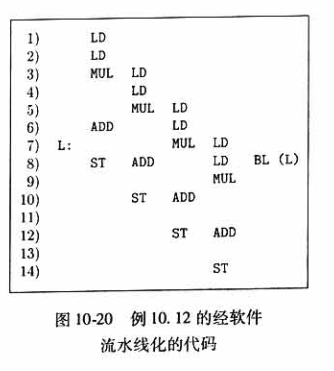 1) LD
2) LD
3) MUL LD
4) LD
5) MUL LD
6) ADD LD
7) L: MUL LD
8) ST ADD LD BL (L)
9) MUL
10) ST ADD
11)
12) ST ADD
13)
14) ST
图 10-20 例 10.12 的经软件
流水线化的代码